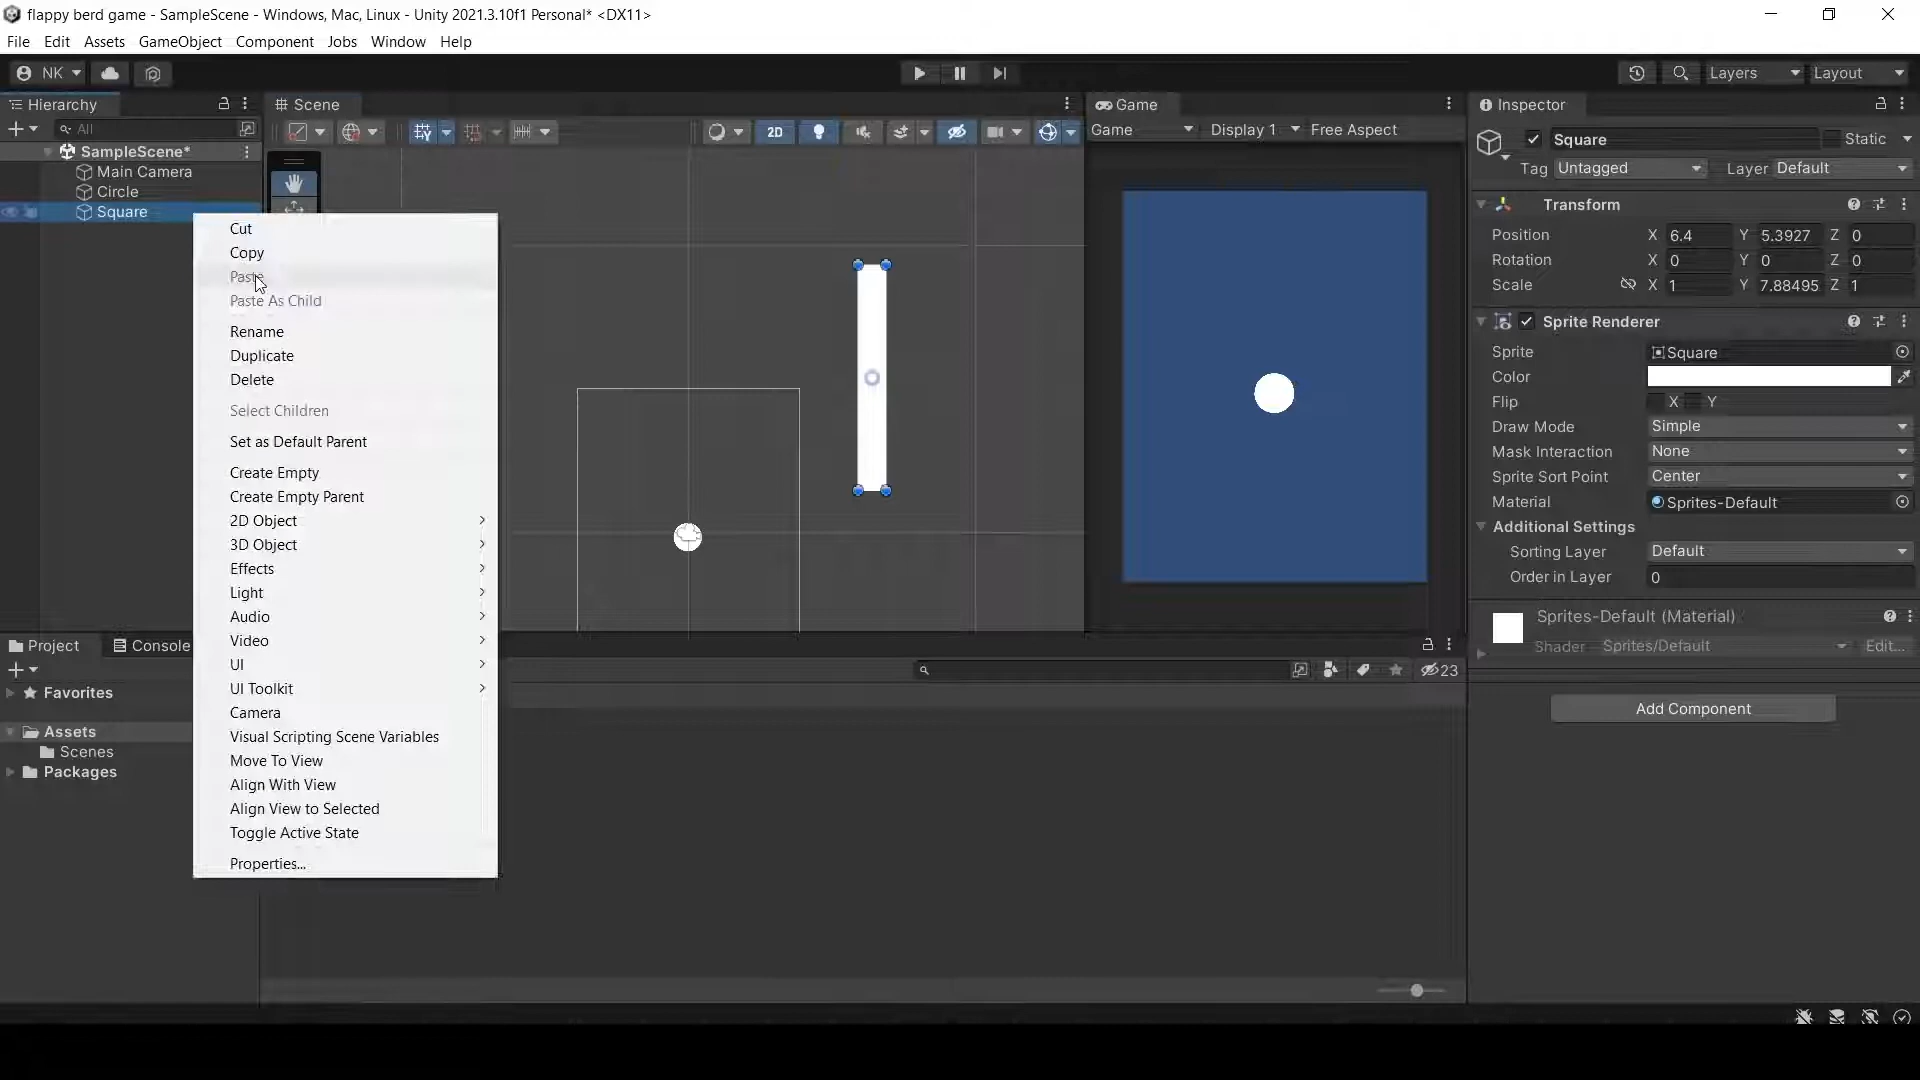 flappy berd game - SampleScene - Windows, Mac, Linux - Unity 2021.3.10f1 Personal* <DX11>
File Edit Assets GameObject Component Jobs Window Help
NK
Layers Layout
Hierarchy
All
SampleScene*
Main Camera
Circle
Square
Cut
Copy
Paste
Paste As Child
Rename
Duplicate
Delete
Select Children
Set as Default Parent
Create Empty
Create Empty Parent
2D Object
3D Object
Effects
Light
Audio
Video
UI
UI Toolkit
Camera
Visual Scripting Scene Variables
Move To View
Align With View
Align View to Selected
Toggle Active State
Properties...
Scene
2D
Game
Game Display 1 Free Aspect
Inspector
Square Static
Tag Untagged Layer Default
Transform
Position X 6.4 Y 5.3927 Z 0
Rotation X 0 Y 0 Z 0
Scale X 1 Y 7.88495 Z 1
Sprite Renderer
Sprite Square
Color
Flip X Y
Draw Mode Simple
Mask Interaction None
Sprite Sort Point Center
Material Sprites-Default
Additional Settings
Sorting Layer Default
Order in Layer 0
Sprites-Default (Material)
Shader Sprites/Default Edit...
Add Component
Project Console
23
Favorites
Assets
Scenes
Packages